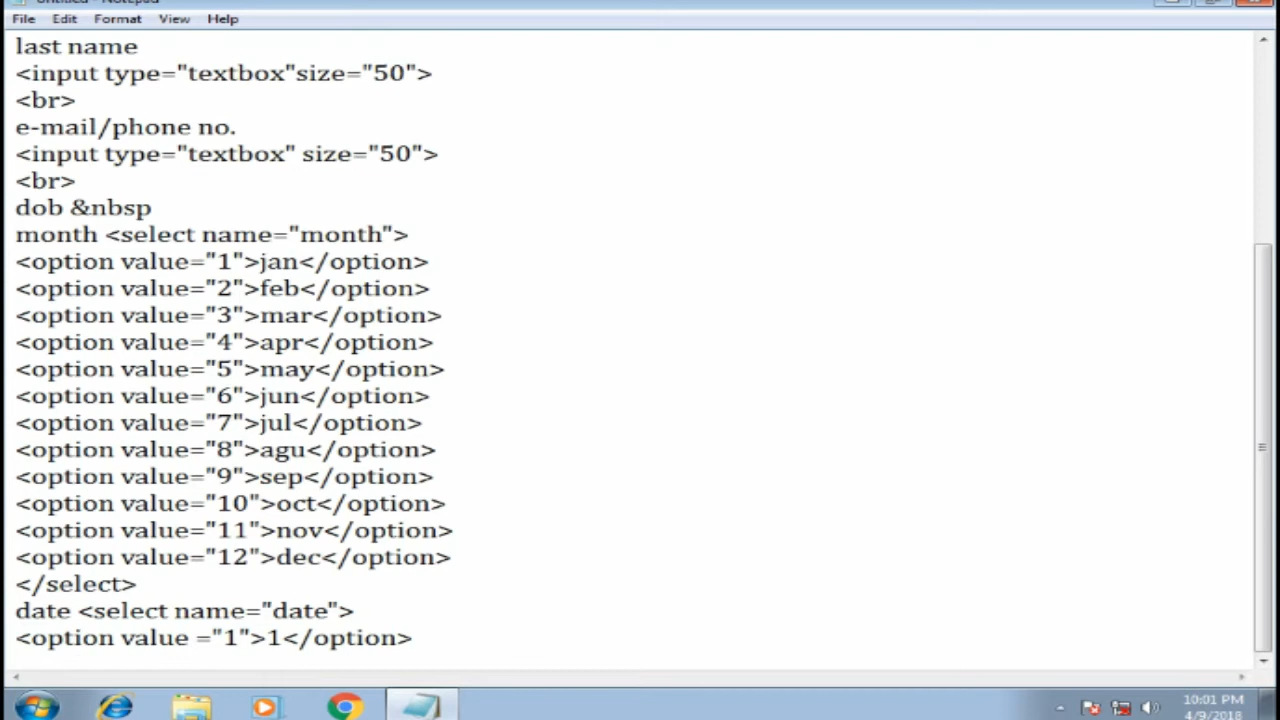 Untitled - Notepad
File Edit Format View Help
last name
<input type="textbox"size="50">
<br>
e-mail/phone no.
<input type="textbox" size="50">
<br>
dob &nbsp
month <select name="month">
<option value="1">jan</option>
<option value="2">feb</option>
<option value="3">mar</option>
<option value="4">apr</option>
<option value="5">may</option>
<option value="6">jun</option>
<option value="7">jul</option>
<option value="8">agu</option>
<option value="9">sep</option>
<option value="10">oct</option>
<option value="11">nov</option>
<option value="12">dec</option>
</select>
date <select name="date">
<option value ="1">1</option>
10:01 PM
4/9/2018